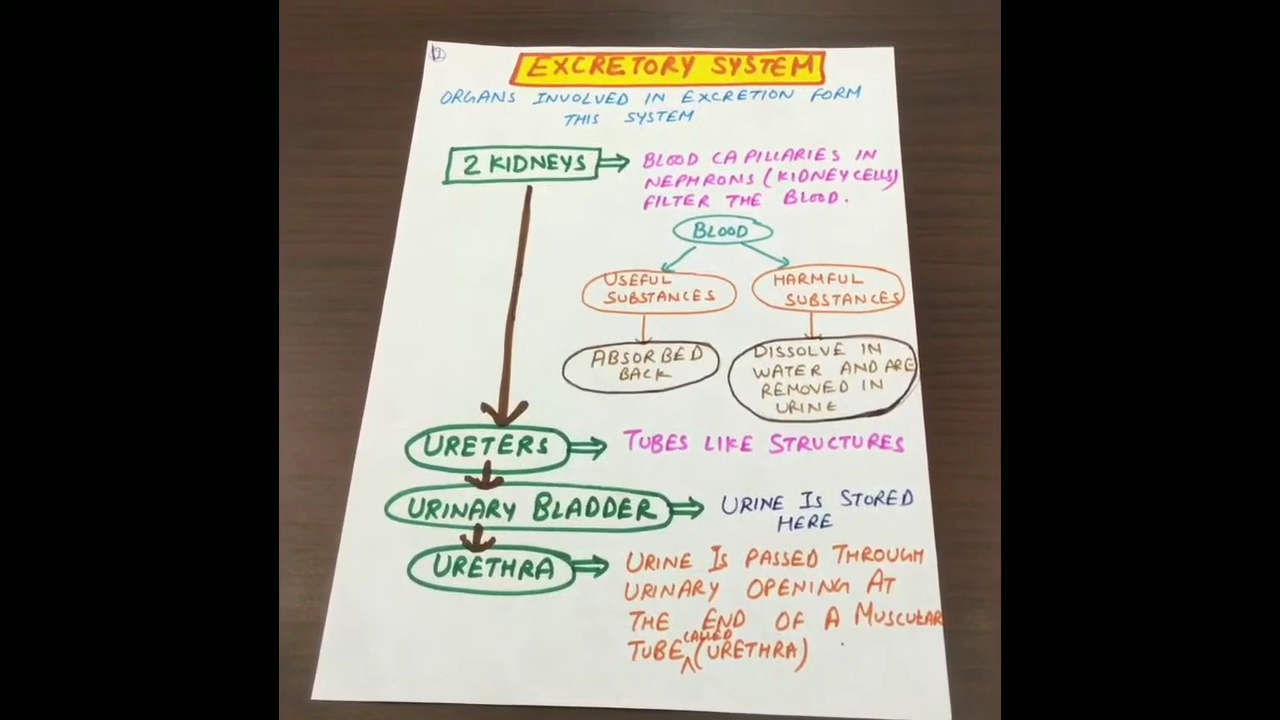 EXCRETORY SYSTEM
ORGANS INVOLVED IN EXCRETION FORM
THIS SYSTEM
2 KIDNEYS
BLOOD CAPILLARIES IN
NEPHRONS (KIDNEY CELLS)
FILTER THE BLOOD.
BLOOD
USEFUL
SUBSTANCES
HARMFUL
SUBSTANCES
ABSORBED
BACK
DISSOLVE IN
WATER AND ARE
REMOVED IN
URINE
URETERS
TUBES LIKE STRUCTURES
URINARY BLADDER
URINE IS STORED
HERE
URETHRA
URINE IS PASSED THROUGH
URINARY OPENING AT
THE END OF A MUSCULAR
TUBE CALLED (URETHRA)